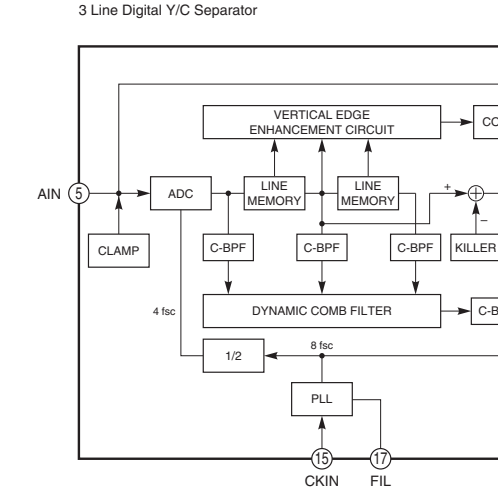 3 Line Digital Y/C Separator
VERTICAL EDGE
ENHANCEMENT CIRCUIT
AIN
5
ADC
LINE
MEMORY
LINE
MEMORY
+
–
CLAMP
C-BPF
C-BPF
C-BPF
KILLER
4 fsc
DYNAMIC COMB FILTER
1/2
8 fsc
PLL
15
17
CKIN
FIL